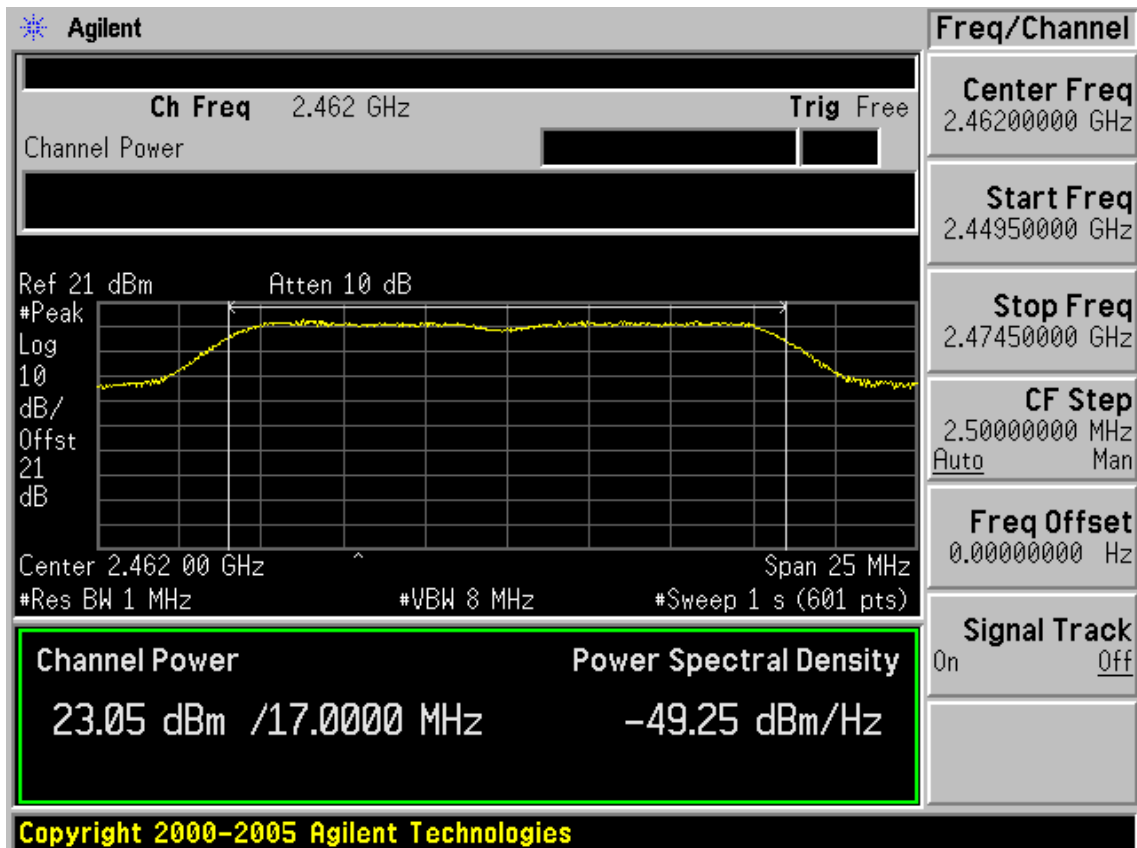 Agilent
Freq/Channel
Ch Freq 2.462 GHz Trig Free
Channel Power
Center Freq
2.46200000 GHz
Start Freq
2.44950000 GHz
Stop Freq
2.47450000 GHz
CF Step
2.50000000 MHz
Auto Man
Freq Offset
0.00000000 Hz
Signal Track
On Off
Ref 21 dBm Atten 10 dB
#Peak
Log
10
dB/
Offst
21
dB
Center 2.462 00 GHz ^ Span 25 MHz
#Res BW 1 MHz #VBW 8 MHz #Sweep 1 s (601 pts)
Channel Power Power Spectral Density
23.05 dBm /17.0000 MHz -49.25 dBm/Hz
Copyright 2000-2005 Agilent Technologies